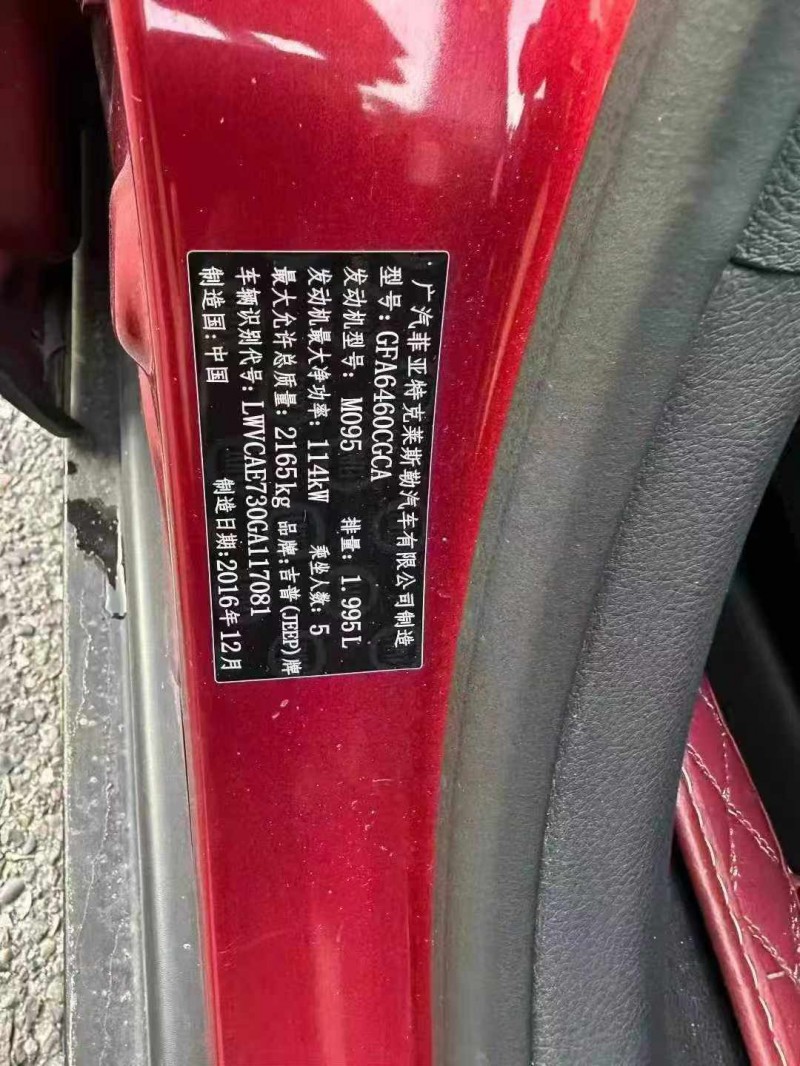 广汽菲亚特克莱斯勒汽车有限公司制造
型号: GFA6460CGCA
发动机型号: M095 排量: 1.995L
发动机最大净功率: 114kW 乘坐人数: 5
最大允许总质量: 2165kg 品牌: 吉普(JEEP)牌
车辆识别代号: LWVCAE730GA117081
制造国: 中国 制造日期: 2016年12月